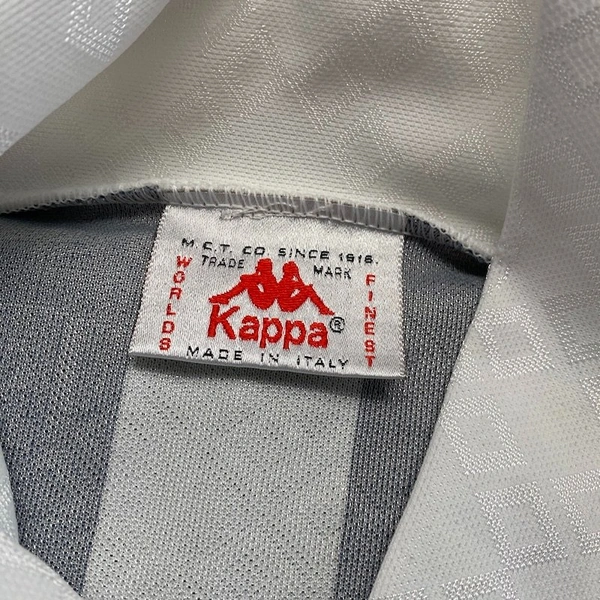 M.C.T. CO. SINCE 1916.
TRADE MARK
WORLDS
FINEST
Kappa®
MADE IN ITALY